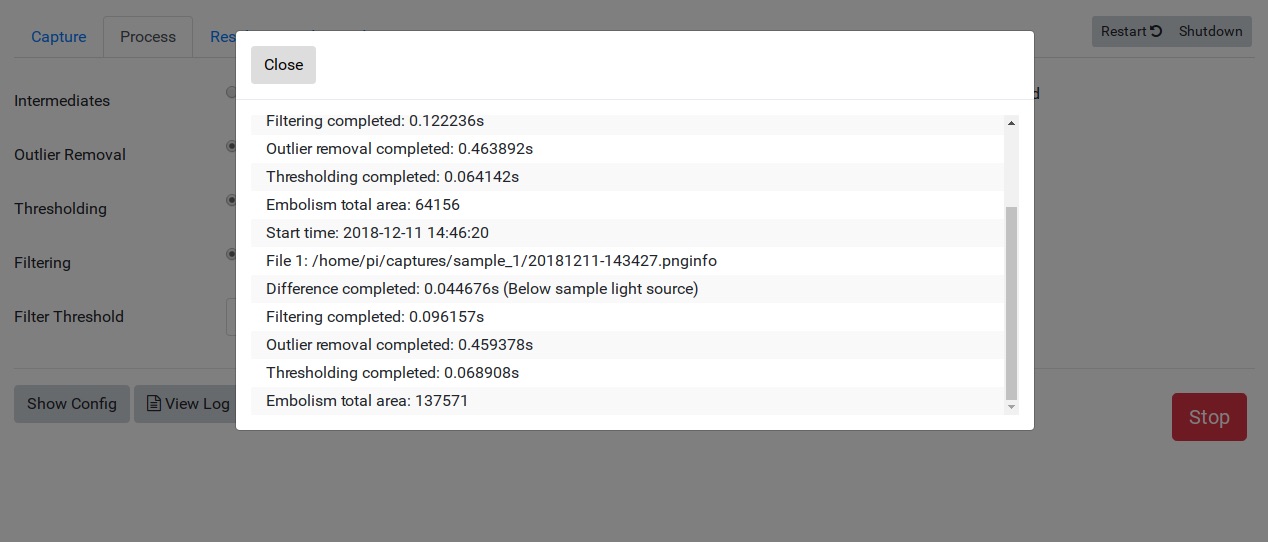 Capture
Process
Res
Restart
Shutdown
Close
Intermediates
Outlier Removal
Thresholding
Filtering
Filter Threshold
Filtering completed: 0.122236s
Outlier removal completed: 0.463892s
Thresholding completed: 0.064142s
Embolism total area: 64156
Start time: 2018-12-11 14:46:20
File 1: /home/pi/captures/sample_1/20181211-143427.pnginfo
Difference completed: 0.044676s (Below sample light source)
Filtering completed: 0.096157s
Outlier removal completed: 0.459378s
Thresholding completed: 0.068908s
Embolism total area: 137571
Show Config
View Log
Stop